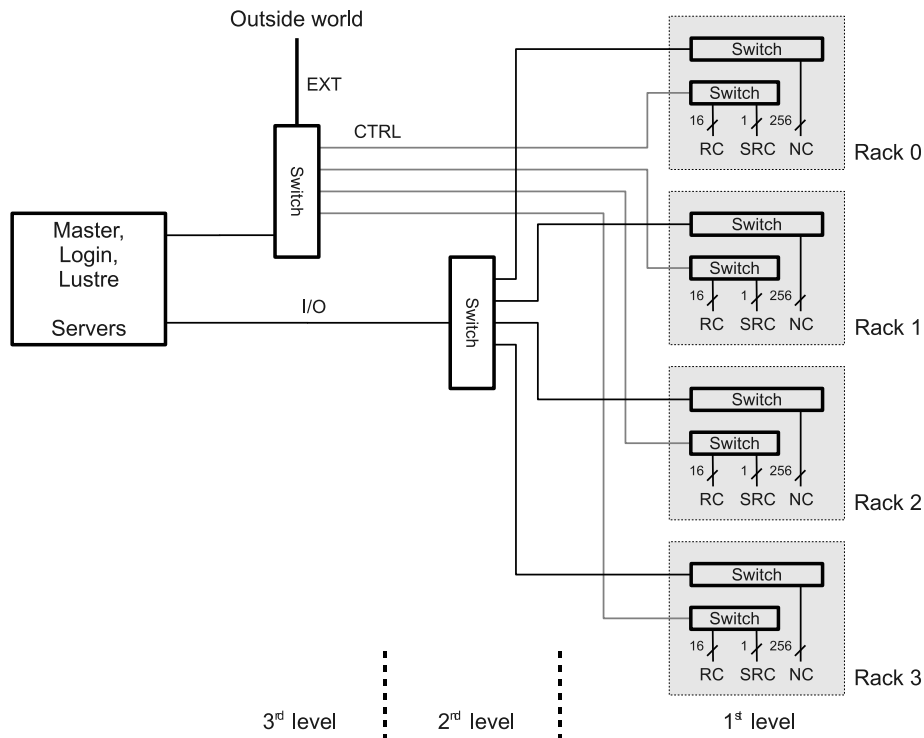 Outside world
EXT
CTRL
Switch
Master,
Login,
Lustre
Servers
I/O
Switch
Switch
Switch
16 1 256
RC SRC NC
Rack 0
Switch
Switch
16 1 256
RC SRC NC
Rack 1
Switch
Switch
16 1 256
RC SRC NC
Rack 2
Switch
Switch
16 1 256
RC SRC NC
Rack 3
3rd level 2nd level 1st level